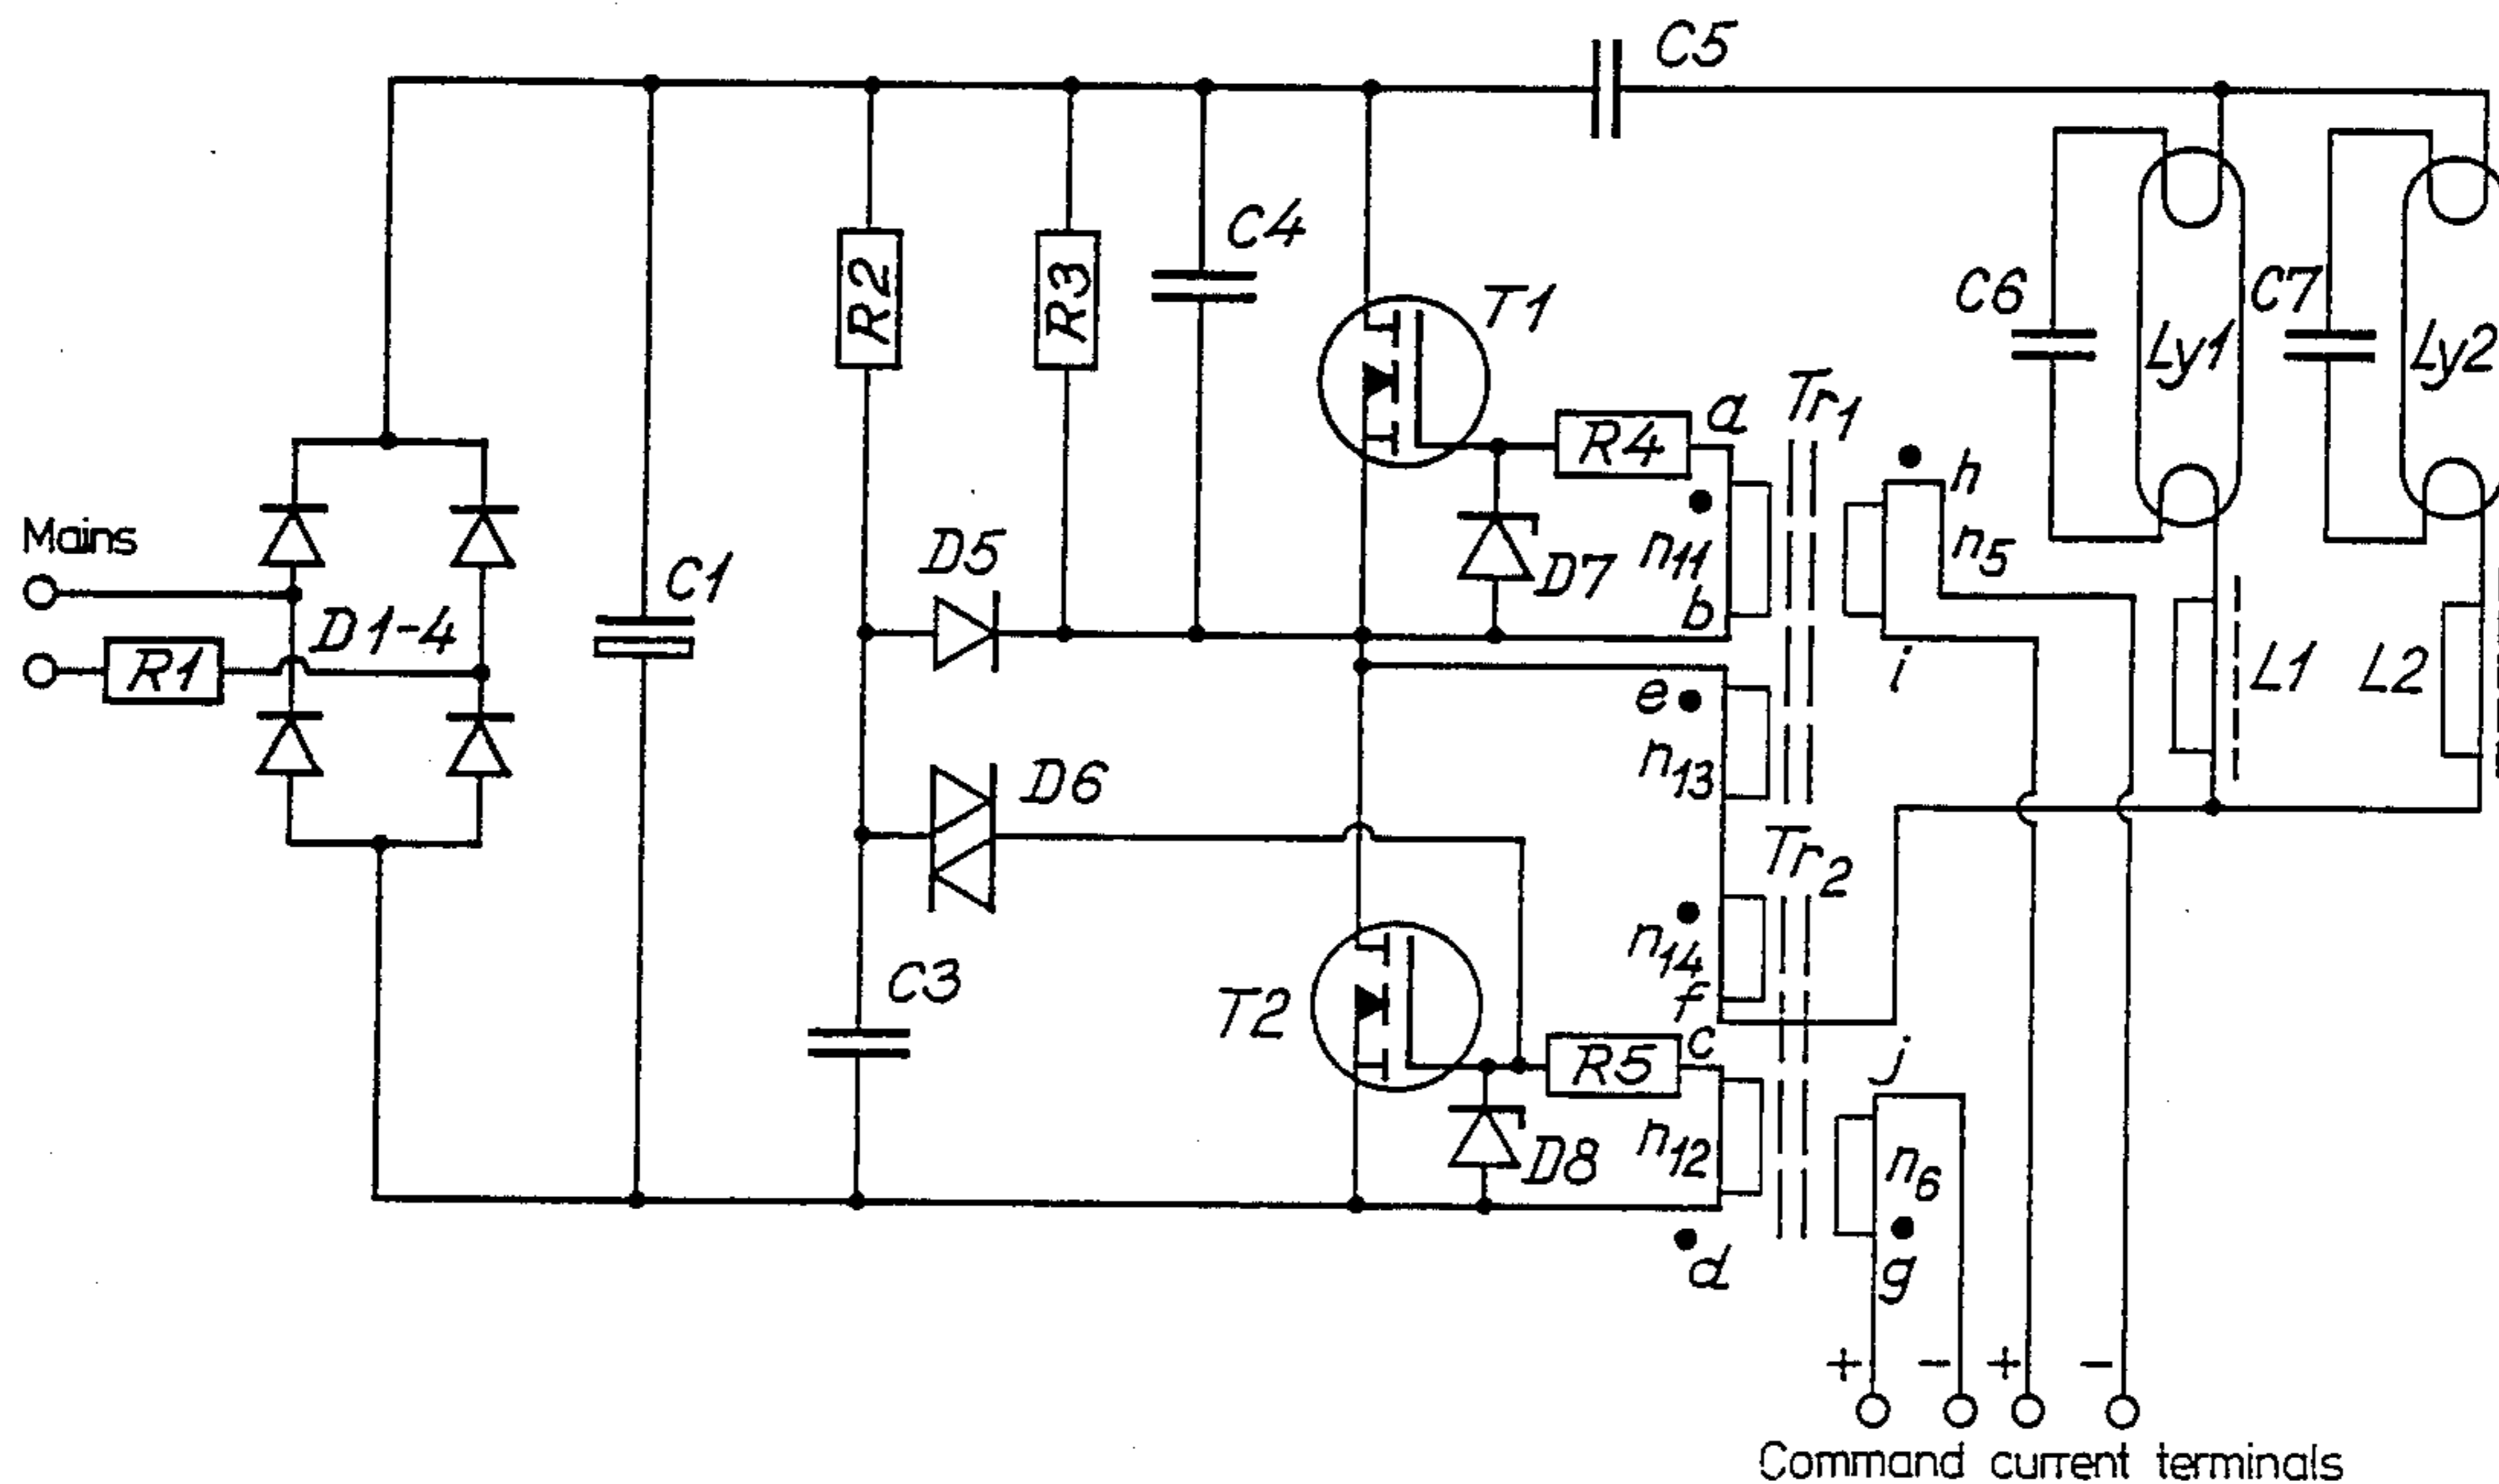 C5
R2
R3
C4
T1
C6
Ly1
C7
Ly2
a
Tr1
R4
h
Mains
D5
C1
D7
n11
n5
b
D1-4
R1
e
i
L1
L2
D6
n13
Tr2
C3
n14
T2
f
c
R5
j
n12
D8
n6
d
g
+ − + −
Command current terminals